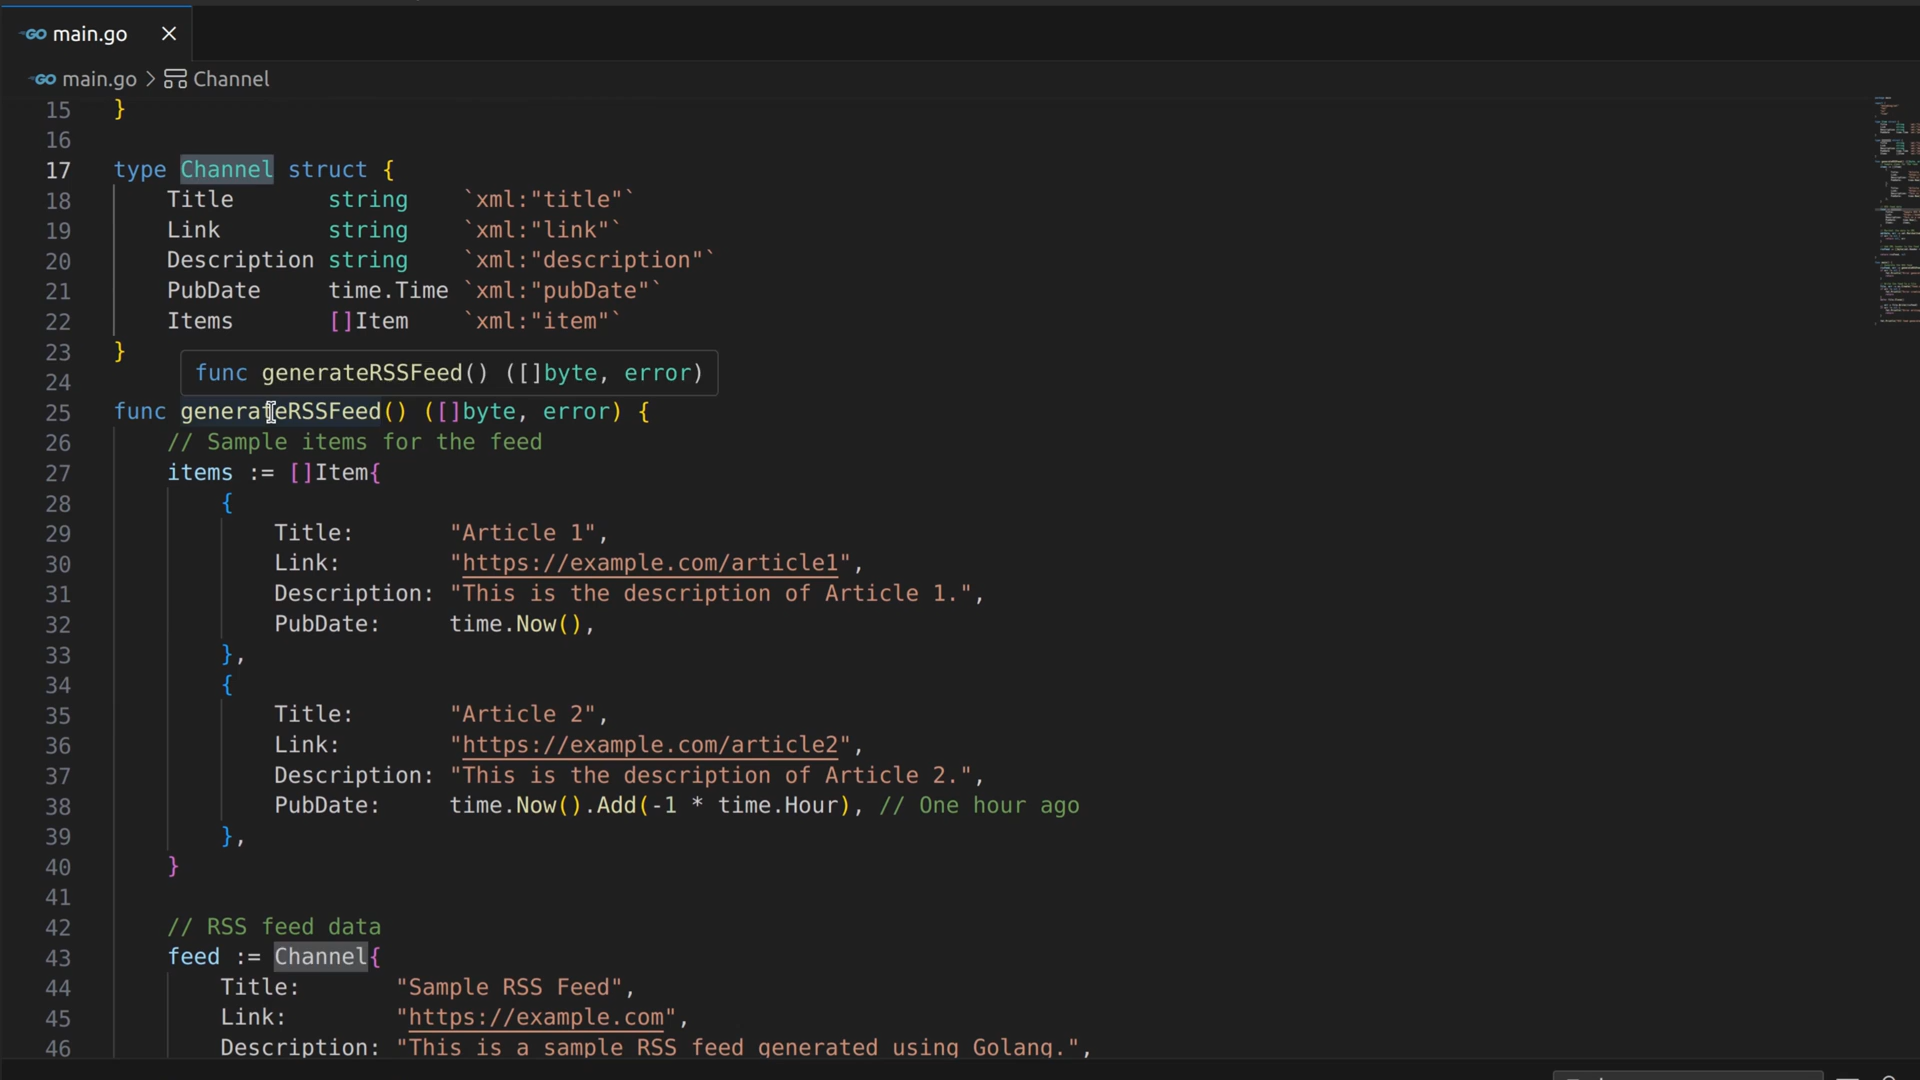 main.go
main.go > Channel
15 }
16
17 type Channel struct {
18 Title string `xml:"title"`
19 Link string `xml:"link"`
20 Description string `xml:"description"`
21 PubDate time.Time `xml:"pubDate"`
22 Items []Item `xml:"item"`
23 }
func generateRSSFeed() ([]byte, error)
24
25 func generateRSSFeed() ([]byte, error) {
26 // Sample items for the feed
27 items := []Item{
28 {
29 Title: "Article 1",
30 Link: "https://example.com/article1",
31 Description: "This is the description of Article 1.",
32 PubDate: time.Now(),
33 },
34 {
35 Title: "Article 2",
36 Link: "https://example.com/article2",
37 Description: "This is the description of Article 2.",
38 PubDate: time.Now().Add(-1 * time.Hour), // One hour ago
39 },
40 }
41
42 // RSS feed data
43 feed := Channel{
44 Title: "Sample RSS Feed",
45 Link: "https://example.com",
46 Description: "This is a sample RSS feed generated using Golang.",